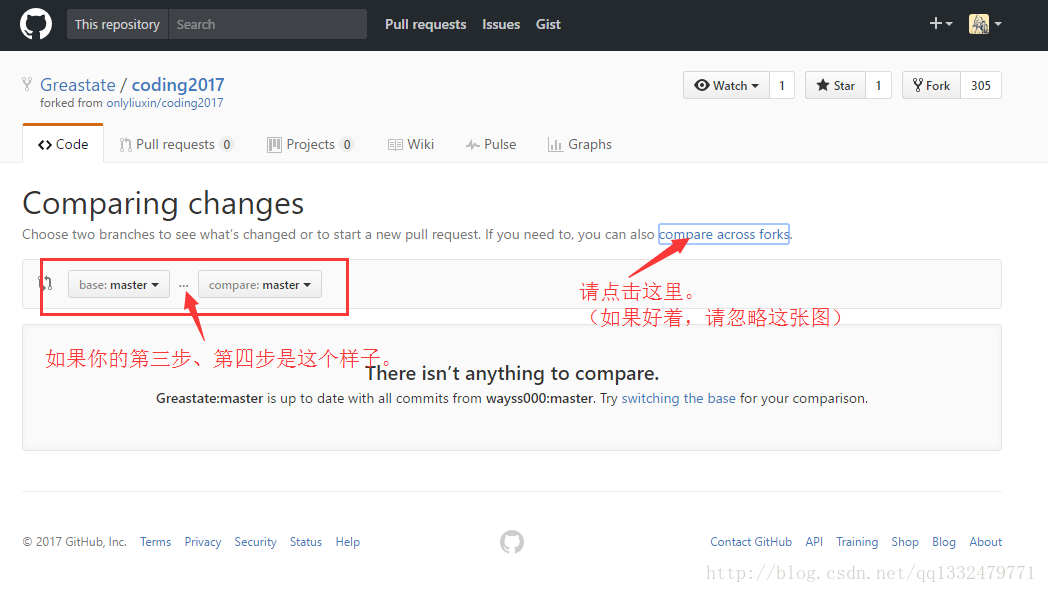 This repository Search Pull requests Issues Gist
Greastate / coding2017
forked from onlyliuxin/coding2017
Watch 1 Star 1 Fork 305
Code Pull requests 0 Projects 0 Wiki Pulse Graphs
Comparing changes
Choose two branches to see what's changed or to start a new pull request. If you need to, you can also compare across forks.
base: master ... compare: master
请点击这里。
（如果好着，请忽略这张图）
如果你的第三步、第四步是这个样子。
There isn't anything to compare.
Greastate:master is up to date with all commits from wayss000:master. Try switching the base for your comparison.
© 2017 GitHub, Inc. Terms Privacy Security Status Help
Contact GitHub API Training Shop Blog About
http://blog.csdn.net/qq1332479771